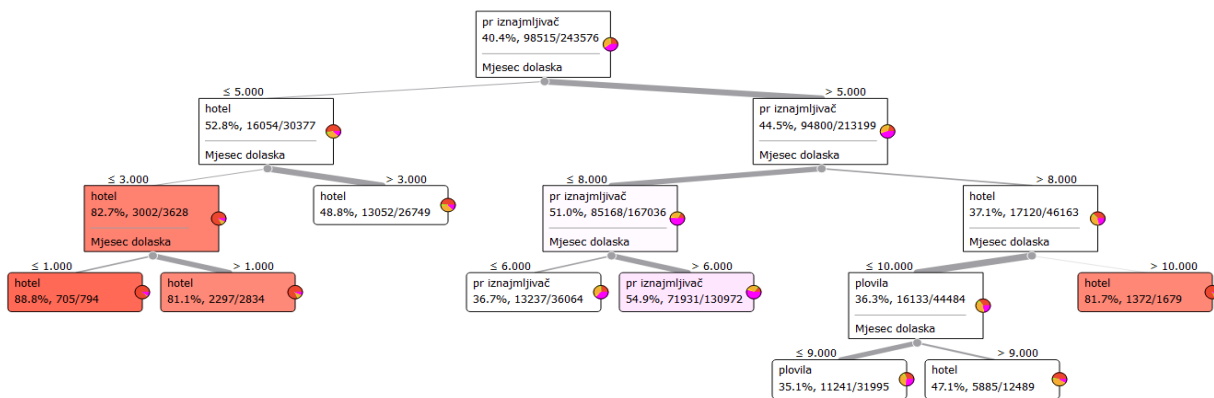 pr iznajmljivač
40.4%, 98515/243576
Mjesec dolaska
≤ 5.000
> 5.000
hotel
52.8%, 16054/30377
Mjesec dolaska
pr iznajmljivač
44.5%, 94800/213199
Mjesec dolaska
≤ 3.000
> 3.000
≤ 8.000
> 8.000
hotel
82.7%, 3002/3628
Mjesec dolaska
hotel
48.8%, 13052/26749
pr iznajmljivač
51.0%, 85168/167036
Mjesec dolaska
hotel
37.1%, 17120/46163
Mjesec dolaska
≤ 1.000
> 1.000
≤ 6.000
> 6.000
≤ 10.000
> 10.000
hotel
88.8%, 705/794
hotel
81.1%, 2297/2834
pr iznajmljivač
36.7%, 13237/36064
pr iznajmljivač
54.9%, 71931/130972
plovila
36.3%, 16133/44484
Mjesec dolaska
hotel
81.7%, 1372/1679
≤ 9.000
> 9.000
plovila
35.1%, 11241/31995
hotel
47.1%, 5885/12489